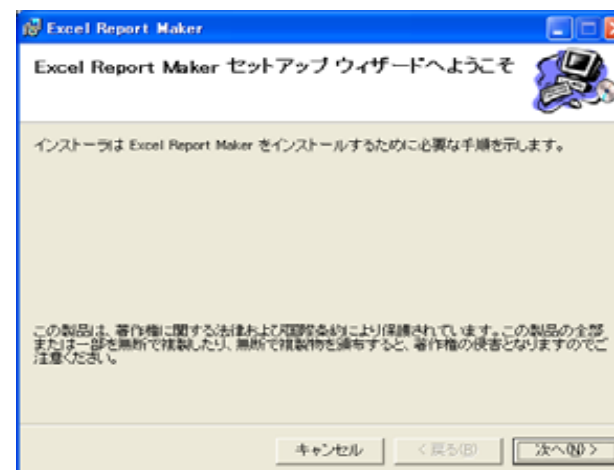 Excel Report Maker
Excel Report Maker セットアップ ウィザードへようこそ
インストーラは Excel Report Maker をインストールするために必要な手順を示します。
この製品は、著作権に関する法律および国際条約により保護されています。この製品の全部
または一部を無断で複製したり、無断で複製物を頒布すると、著作権の侵害となりますのでご
注意ください。
キャンセル
< 戻る(B)
次へ(N) >